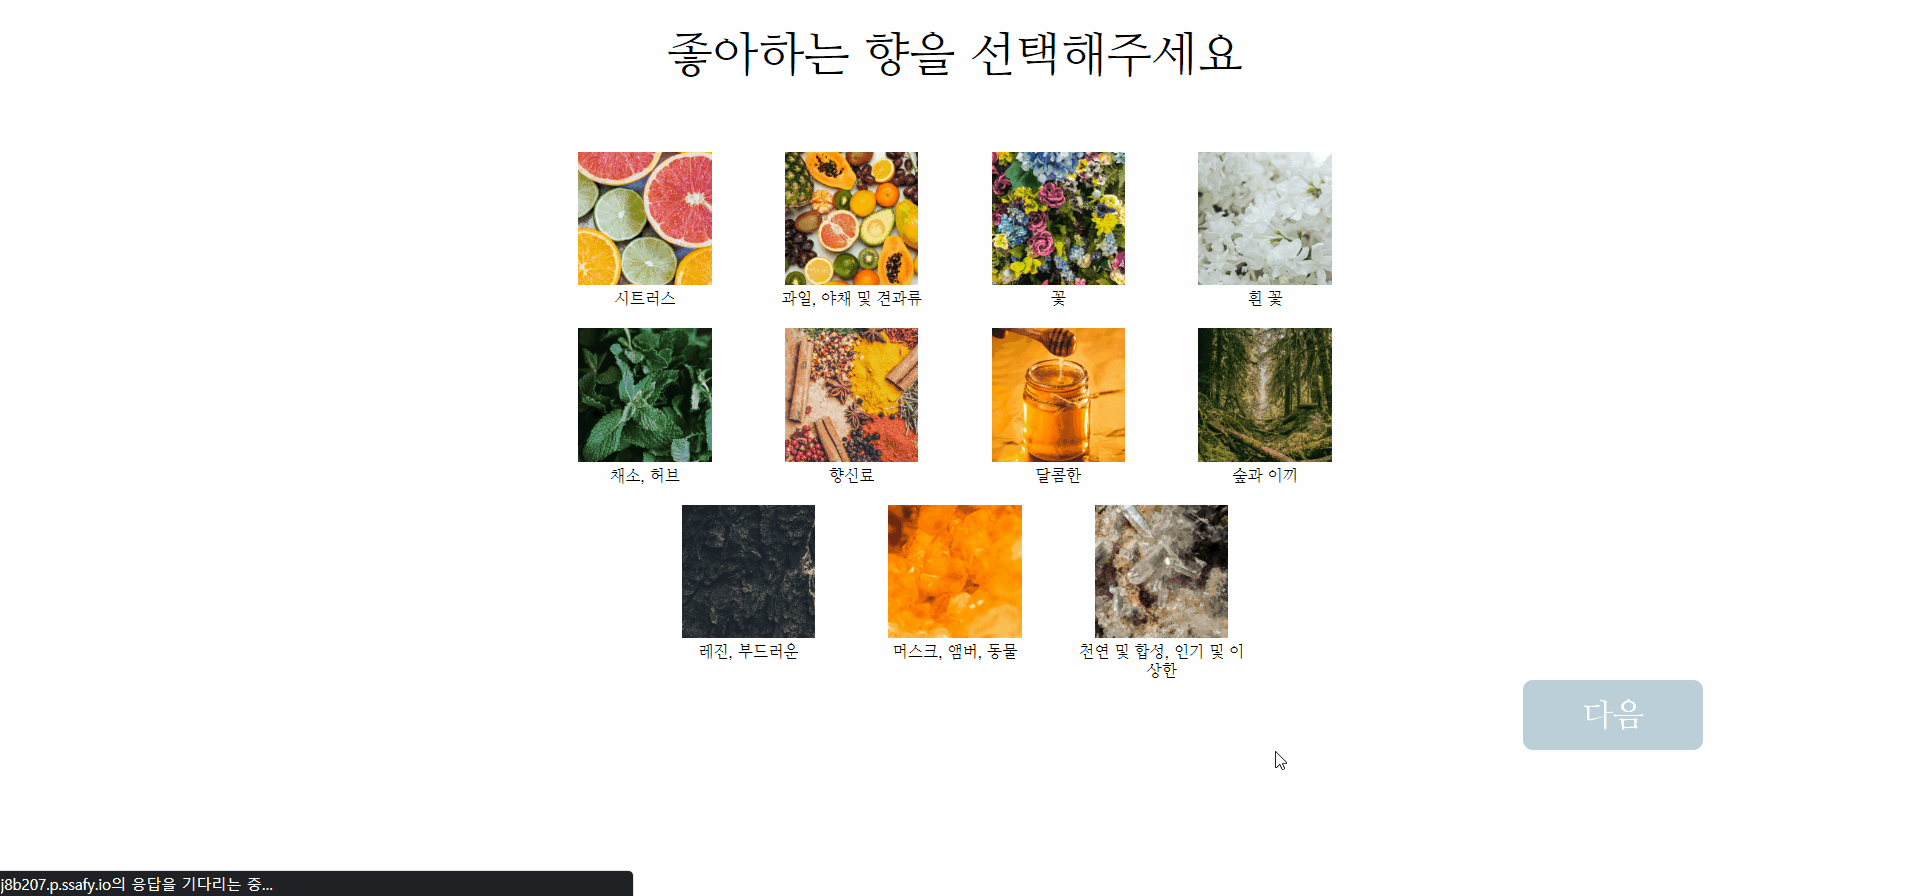 좋아하는 향을 선택해주세요
시트러스
과일, 야채 및 견과류
꽃
흰 꽃
채소, 허브
향신료
달콤한
숲과 이끼
레진, 부드러운
머스크, 앰버, 동물
천연 및 합성, 인기 및 이
상한
다음
j8b207.p.ssafy.io의 응답을 기다리는 중...